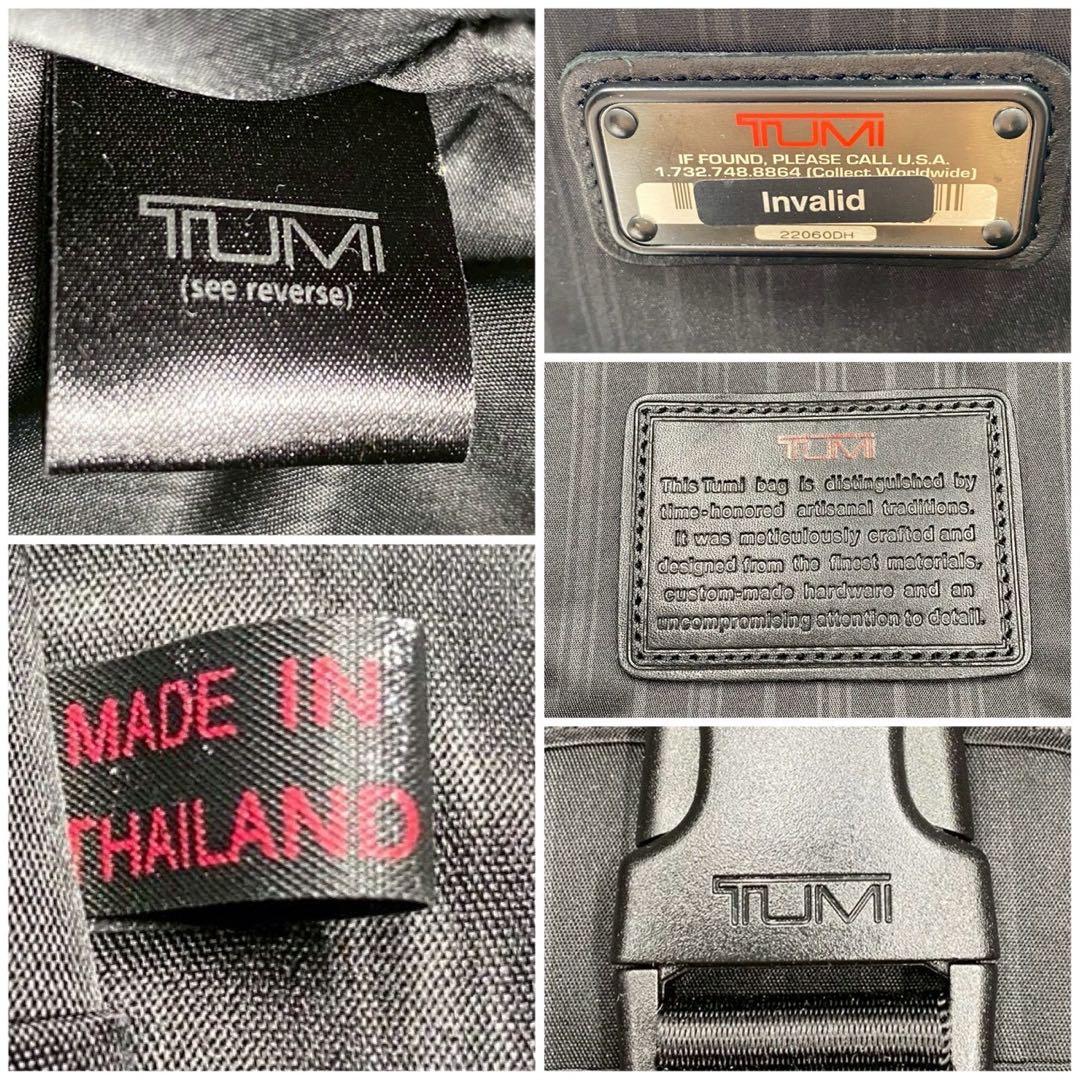 TUMI
(see reverse)
TUMI
IF FOUND, PLEASE CALL U.S.A.
1.732.748.8864 (Collect Worldwide)
Invalid
22060DH
TUMI
This Tumi bag is distinguished by
time-honored artisanal traditions.
It was meticulously crafted and
designed from the finest materials,
custom-made hardware and an
uncompromising attention to detail.
MADE IN
THAILAND
TUMI